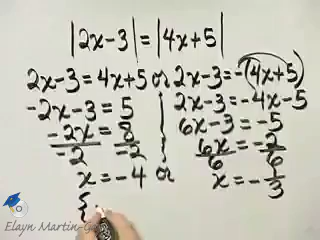 |2x-3|=|4x+5|
2x-3=4x+5 or 2x-3=-(4x+5)
-2x-3=5
2x-3=-4x-5
-2x=8
6x-3=-5
-2 -2
6x=-2
6 6
x=-4 or x=-1/3
{
Elayn Martin-G